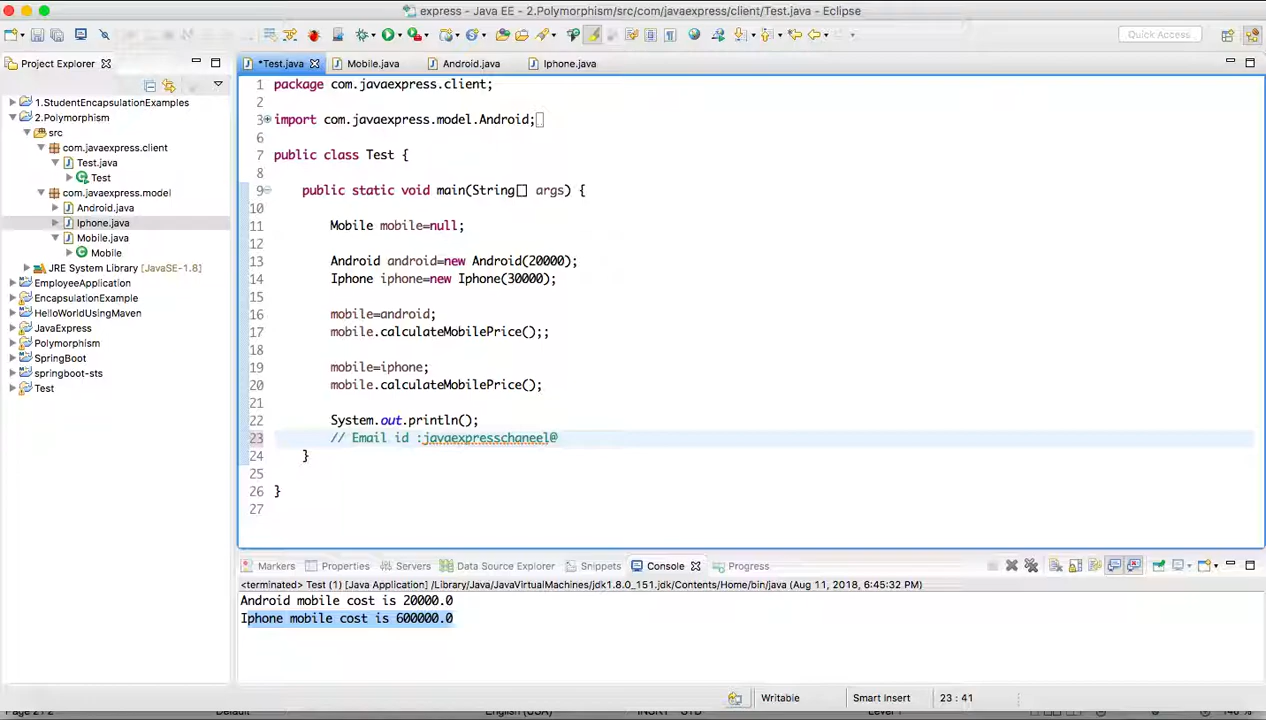 express - Java EE - 2.Polymorphism/src/com/javaexpress/client/Test.java - Eclipse
Quick Access
Project Explorer
*Test.java
Mobile.java
Android.java
Iphone.java
1.StudentEncapsulationExamples
2.Polymorphism
src
com.javaexpress.client
Test.java
Test
com.javaexpress.model
Android.java
Iphone.java
Mobile.java
Mobile
JRE System Library [JavaSE-1.8]
EmployeeApplication
EncapsulationExample
HelloWorldUsingMaven
JavaExpress
Polymorphism
SpringBoot
springboot-sts
Test
1 package com.javaexpress.client;
2
3 import com.javaexpress.model.Android;
6
7 public class Test {
8
9 public static void main(String[] args) {
10
11 Mobile mobile=null;
12
13 Android android=new Android(20000);
14 Iphone iphone=new Iphone(30000);
15
16 mobile=android;
17 mobile.calculateMobilePrice();;
18
19 mobile=iphone;
20 mobile.calculateMobilePrice();
21
22 System.out.println();
23 // Email id :javaexpresschaneel@
24 }
25
26 }
27
Markers Properties Servers Data Source Explorer Snippets Console Progress
<terminated> Test (1) [Java Application] /Library/Java/JavaVirtualMachines/jdk1.8.0_151.jdk/Contents/Home/bin/java (Aug 11, 2018, 6:45:32 PM)
Android mobile cost is 20000.0
Iphone mobile cost is 600000.0
Writable Smart Insert 23 : 41